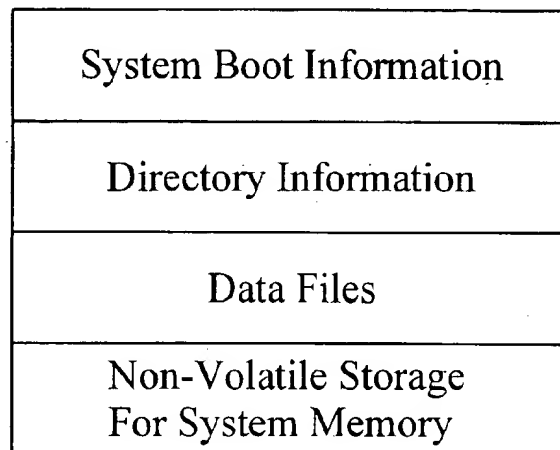 System Boot Information
Directory Information
Data Files
Non-Volatile Storage
For System Memory